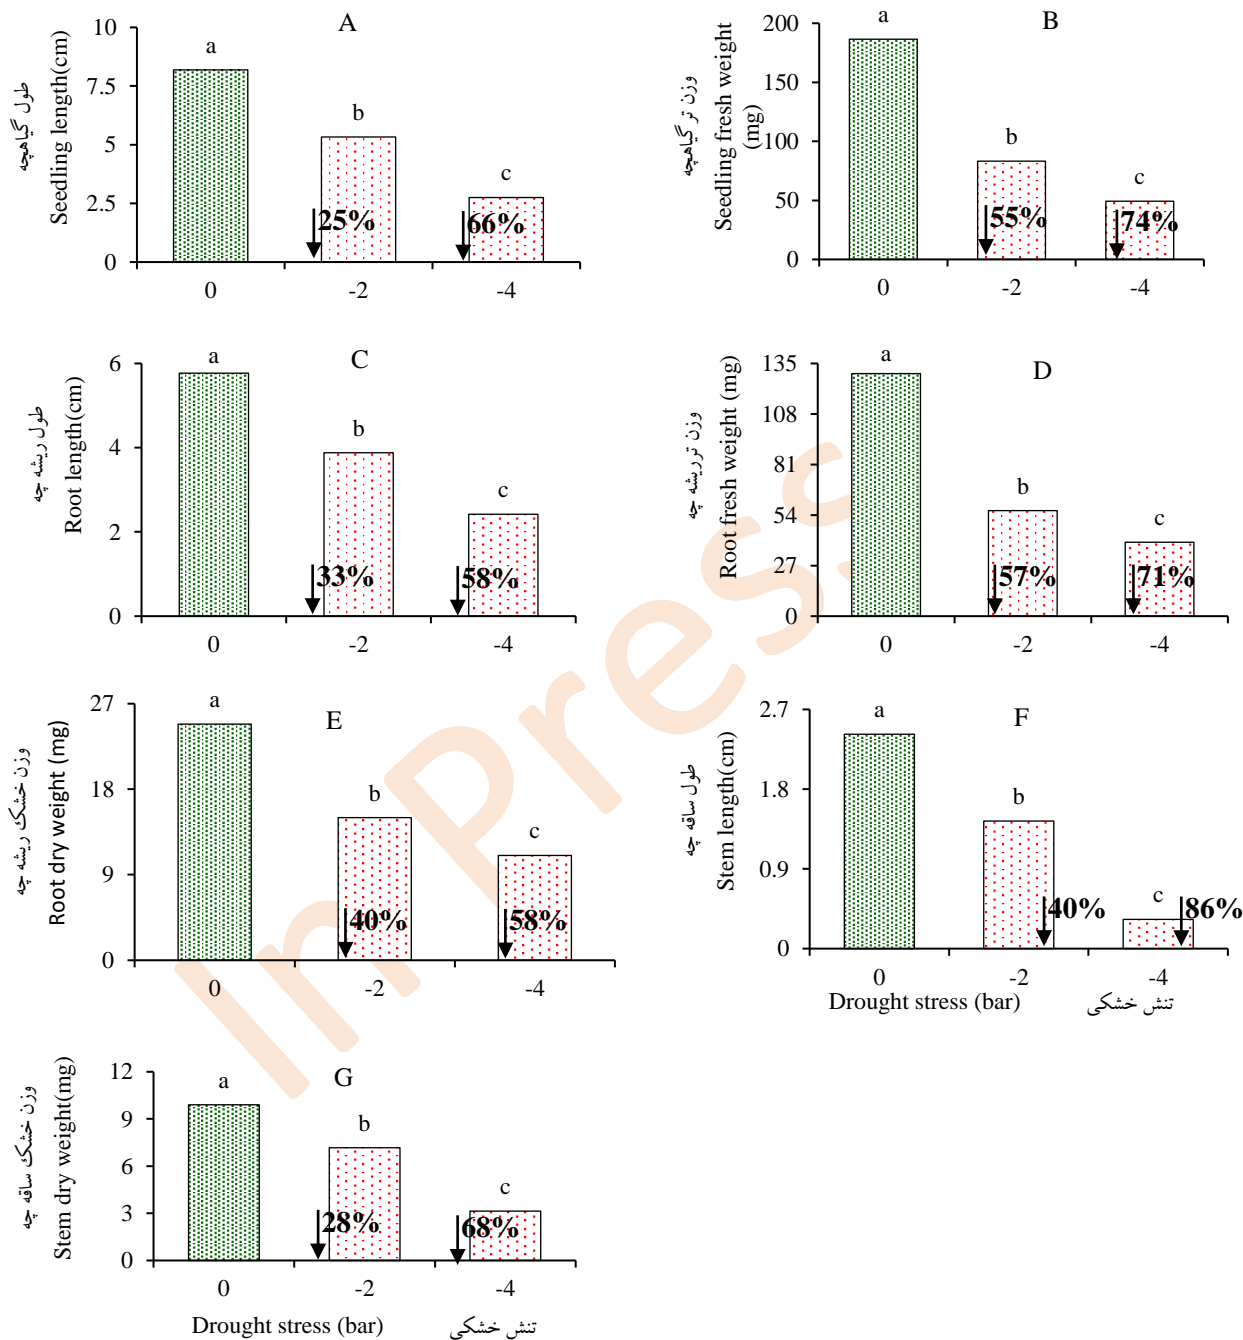 A
طول گیاهچه
Seedling length(cm)
10
7.5
5
2.5
0
a
b
c
25%
66%
0
-2
-4
B
وزن تر گیاهچه
Seedling fresh weight
(mg)
200
150
100
50
0
a
b
c
55%
74%
0
-2
-4
C
طول ریشه چه
Root length(cm)
6
4
2
0
a
b
c
33%
58%
0
-2
-4
D
وزن ترریشه چه
Root fresh weight (mg)
135
108
81
54
27
0
a
b
c
57%
71%
0
-2
-4
E
وزن خشک ریشه چه
Root dry weight (mg)
27
18
9
0
a
b
c
40%
58%
0
-2
-4
F
طول ساقه چه
Stem length(cm)
2.7
1.8
0.9
0
a
b
c
40%
86%
0
-2
-4
Drought stress (bar) تنش خشکی
G
وزن خشک ساقه چه
Stem dry weight(mg)
12
9
6
3
0
a
b
c
28%
68%
0
-2
-4
Drought stress (bar) تنش خشکی
In Press